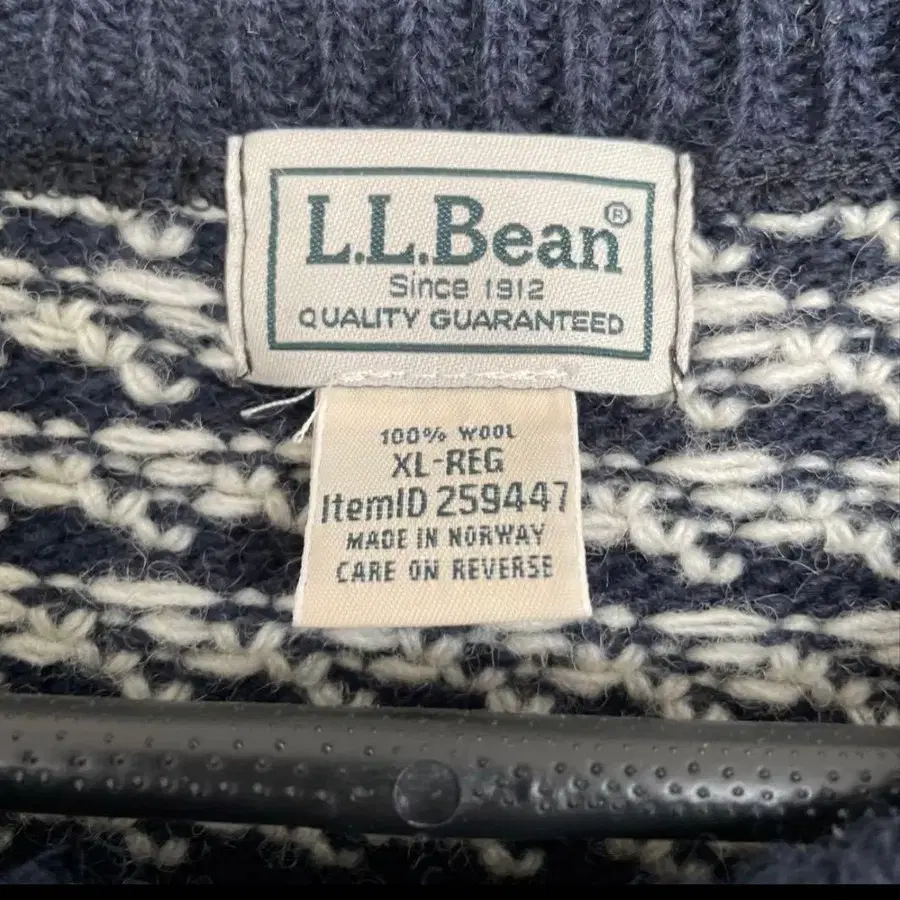 L.L.Bean®
Since 1912
QUALITY GUARANTEED
100% WOOL
XL-REG
ItemID 259447
MADE IN NORWAY
CARE ON REVERSE